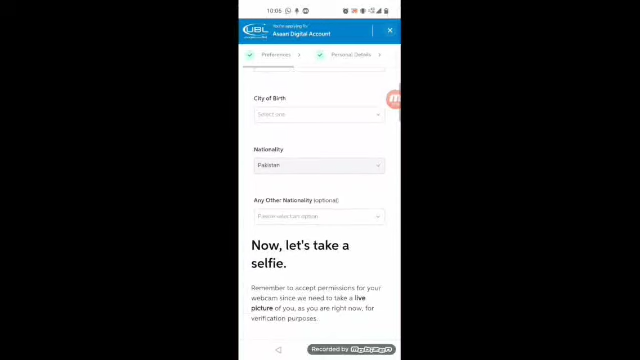 10:06
UBL
You're applying for
Asaan Digital Account
Preferences
Personal Details
City of Birth
Select one
Nationality
Pakistan
Any Other Nationality (optional)
Please select an option
Now, let's take a
selfie.
Remember to accept permissions for your
webcam since we need to take a live
picture of you, as you are right now, for
verification purposes.
Recorded by